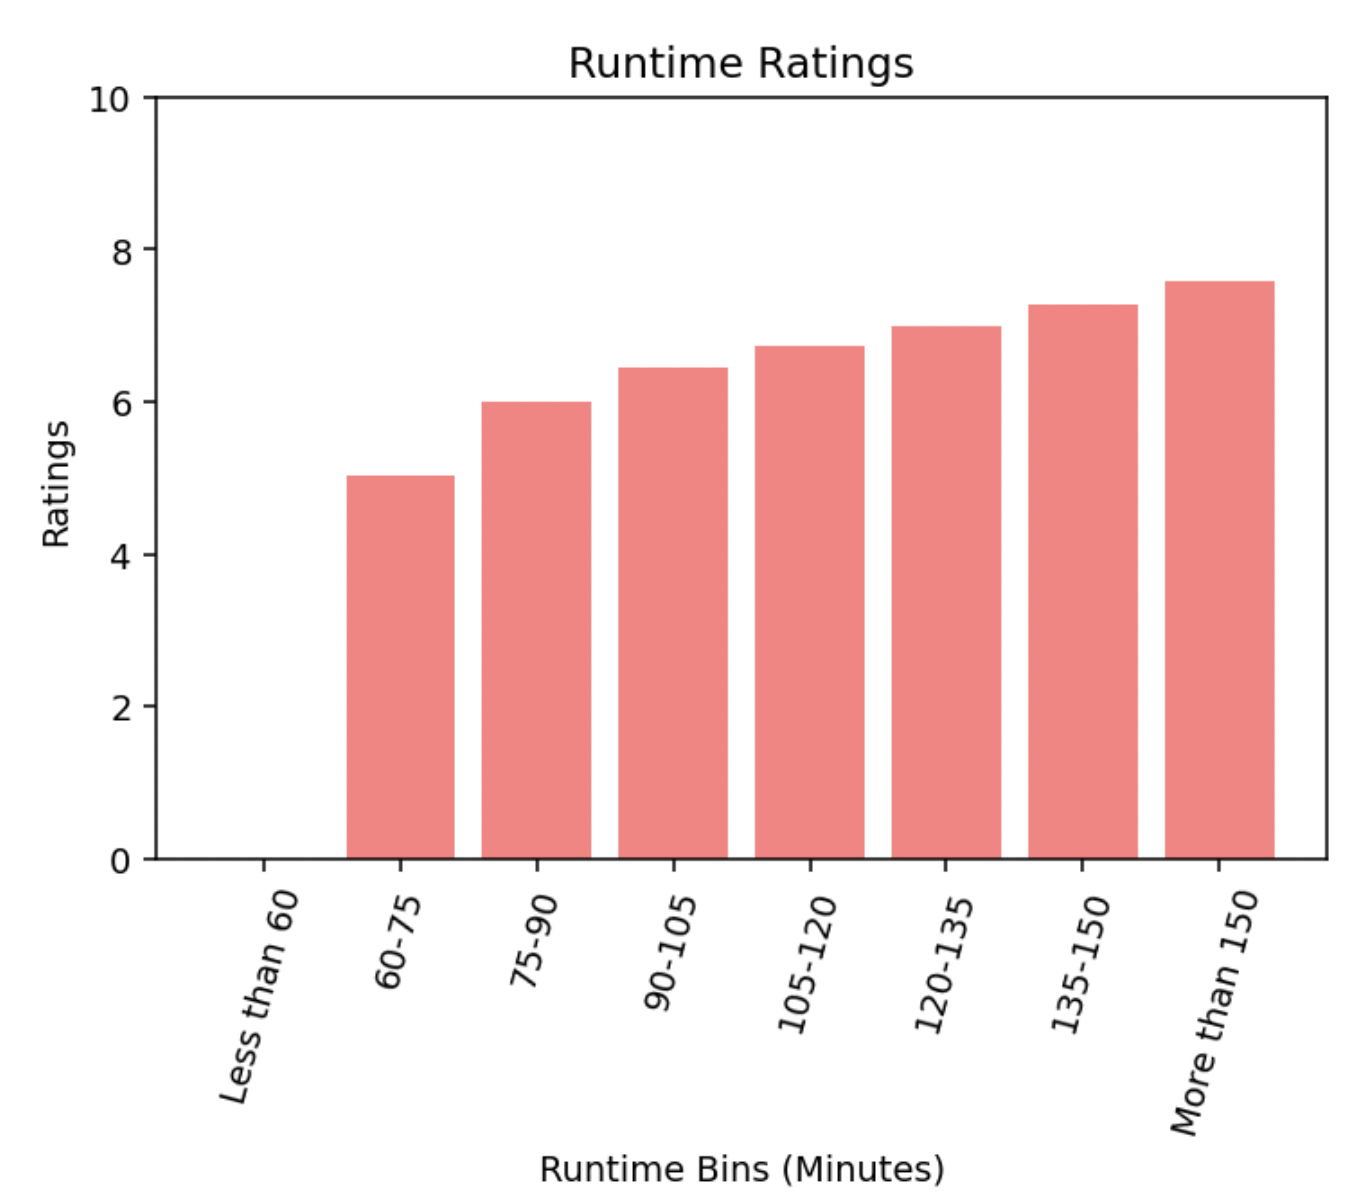 Runtime Ratings
10
8
6
4
2
0
Ratings
Less than 60
60-75
75-90
90-105
105-120
120-135
135-150
More than 150
Runtime Bins (Minutes)